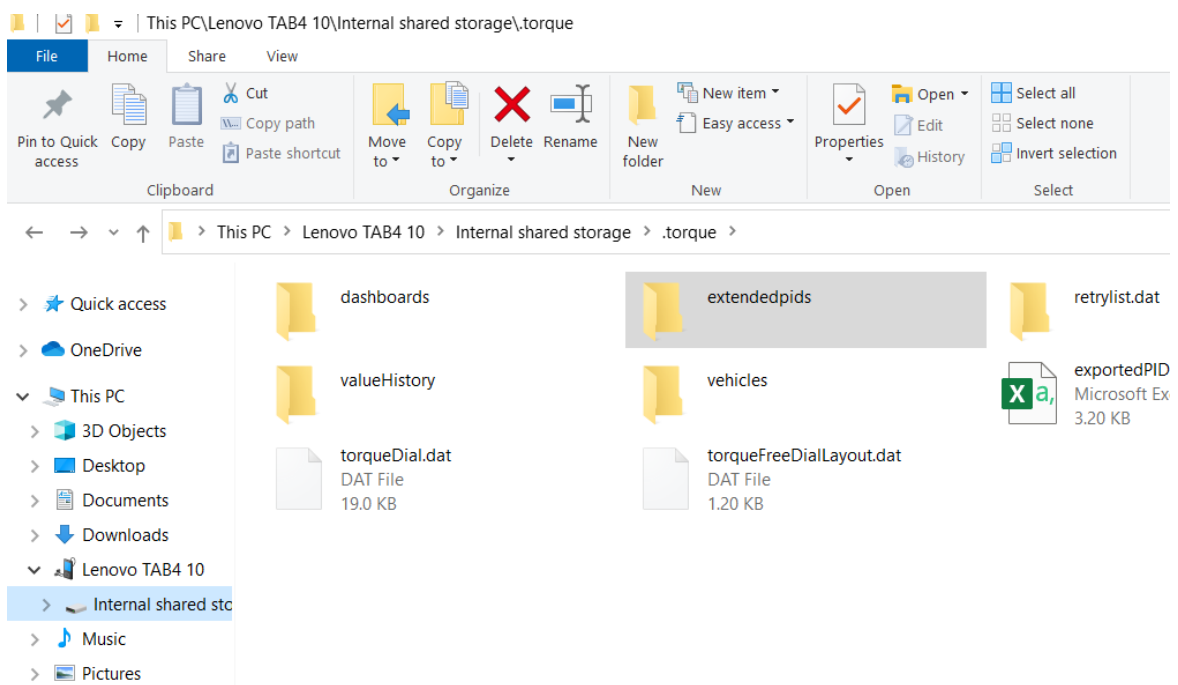 This PC\Lenovo TAB4 10\Internal shared storage\.torque
File Home Share View
Pin to Quick access
Copy
Paste
Cut
Copy path
Paste shortcut
Clipboard
Move to
Copy to
Delete
Rename
Organize
New folder
New item
Easy access
New
Properties
Open
Edit
History
Open
Select all
Select none
Invert selection
Select
This PC > Lenovo TAB4 10 > Internal shared storage > .torque >
Quick access
OneDrive
This PC
3D Objects
Desktop
Documents
Downloads
Lenovo TAB4 10
Internal shared sto
Music
Pictures
dashboards
extendedpids
retrylist.dat
valueHistory
vehicles
exportedPID
Microsoft Ex
3.20 KB
torqueDial.dat
DAT File
19.0 KB
torqueFreeDialLayout.dat
DAT File
1.20 KB